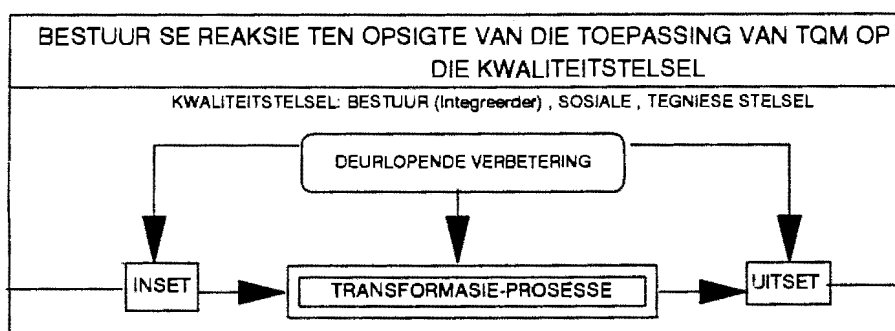 BESTUUR SE REAKSIE TEN OPSIGTE VAN DIE TOEPASSING VAN TQM OP
DIE KWALITEITSTELSEL
KWALITEITSTELSEL: BESTUUR (Integreerder) , SOSIALE , TEGNIESE STELSEL
DEURLOPENDE VERBETERING
INSET
TRANSFORMASIE-PROSESSE
UITSET